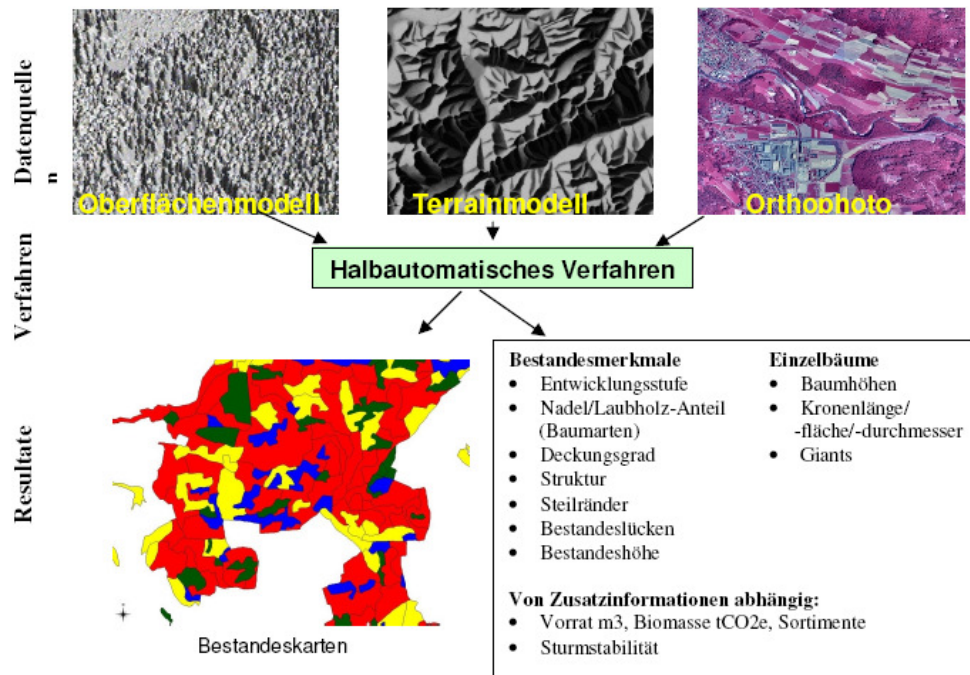 Datenquelle
n
Oberflächenmodell
Terrainmodell
Orthophoto
Verfahren
Halbautomatisches Verfahren
Resultate
Bestandeskarten
Bestandesmerkmale
• Entwicklungsstufe
• Nadel/Laubholz-Anteil
(Baumarten)
• Deckungsgrad
• Struktur
• Steilränder
• Bestandeslücken
• Bestandeshöhe
Einzelbäume
• Baumhöhen
• Kronenlänge/
-fläche/-durchmesser
• Giants
Von Zusatzinformationen abhängig:
• Vorrat m3, Biomasse tCO2e, Sortimente
• Sturmstabilität